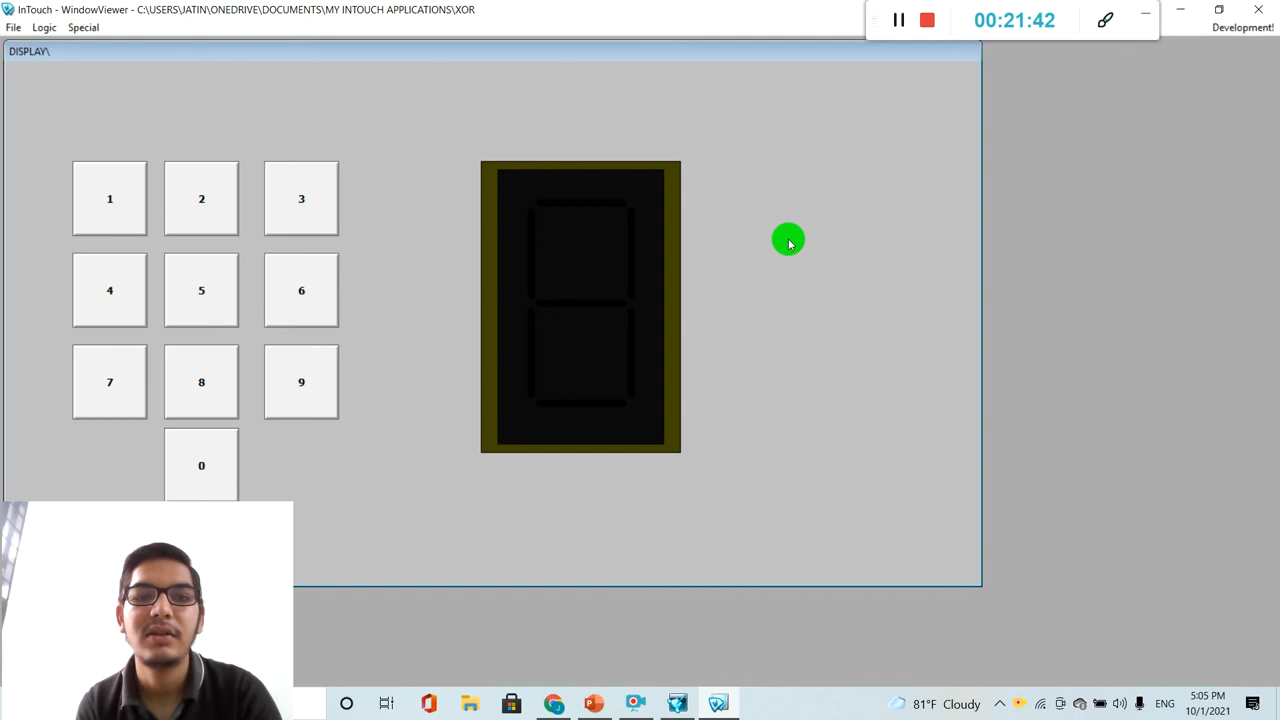 InTouch - WindowViewer - C:\USERS\JATIN\ONEDRIVE\DOCUMENTS\MY INTOUCH APPLICATIONS\XOR
00:21:42
File Logic Special
Development!
DISPLAY\
1 2 3
4 5 6
7 8 9
0
81°F Cloudy
ENG
5:05 PM
10/1/2021